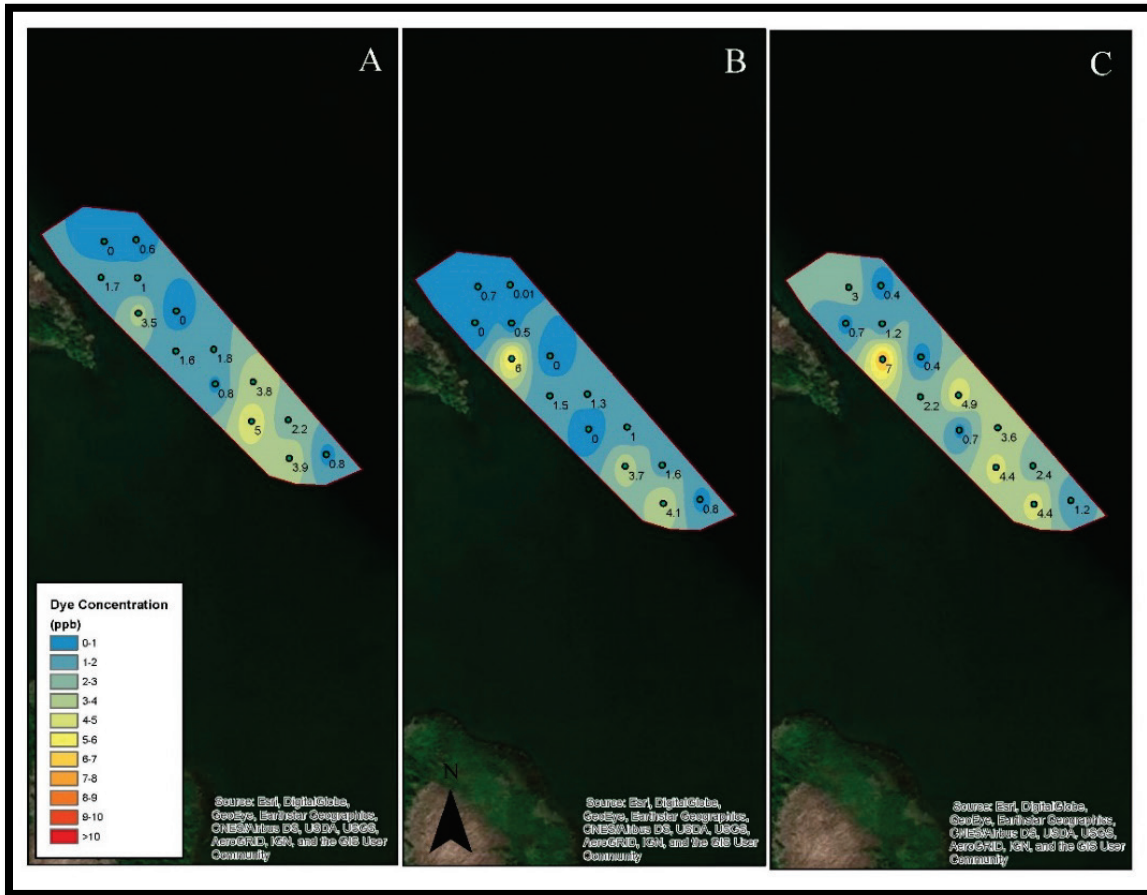 A
0
0.6
1.7
1
3.5
0
1.6
1.8
0.8
3.8
5
2.2
3.9
0.8
Dye Concentration
(ppb)
0-1
1-2
2-3
3-4
4-5
5-6
6-7
7-8
8-9
9-10
>10
Source: Esri, DigitalGlobe,
GeoEye, Earthstar Geographics,
CNES/Airbus DS, USDA, USGS,
AeroGRID, IGN, and the GIS User
Community
B
0.7
0.01
0
0.5
6
0
1.5
1.3
0
1
3.7
1.6
4.1
0.8
N
Source: Esri, DigitalGlobe,
GeoEye, Earthstar Geographics,
CNES/Airbus DS, USDA, USGS,
AeroGRID, IGN, and the GIS User
Community
C
3
0.4
0.7
1.2
7
0.4
2.2
4.9
0.7
3.6
4.4
2.4
4.4
1.2
Source: Esri, DigitalGlobe,
GeoEye, Earthstar Geographics,
CNES/Airbus DS, USDA, USGS,
AeroGRID, IGN, and the GIS User
Community